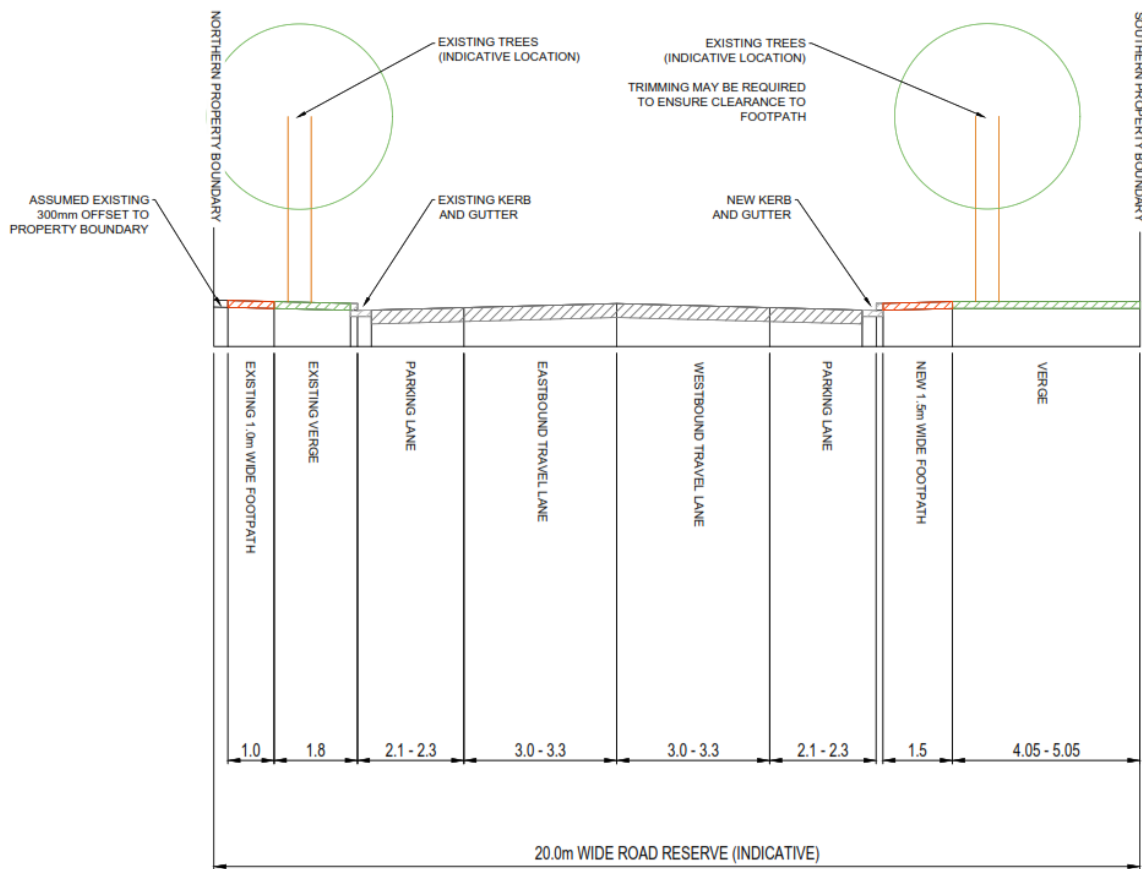 NORTHERN PROPERTY BOUNDARY
EXISTING TREES
(INDICATIVE LOCATION)
EXISTING TREES
(INDICATIVE LOCATION)
TRIMMING MAY BE REQUIRED
TO ENSURE CLEARANCE TO
FOOTPATH
SOUTHERN PROPERTY BOUNDARY
ASSUMED EXISTING
300mm OFFSET TO
PROPERTY BOUNDARY
EXISTING KERB
AND GUTTER
NEW KERB
AND GUTTER
EXISTING 1.0m WIDE FOOTPATH
EXISTING VERGE
PARKING LANE
EASTBOUND TRAVEL LANE
WESTBOUND TRAVEL LANE
PARKING LANE
NEW 1.5m WIDE FOOTPATH
VERGE
1.0
1.8
2.1 - 2.3
3.0 - 3.3
3.0 - 3.3
2.1 - 2.3
1.5
4.05 - 5.05
20.0m WIDE ROAD RESERVE (INDICATIVE)